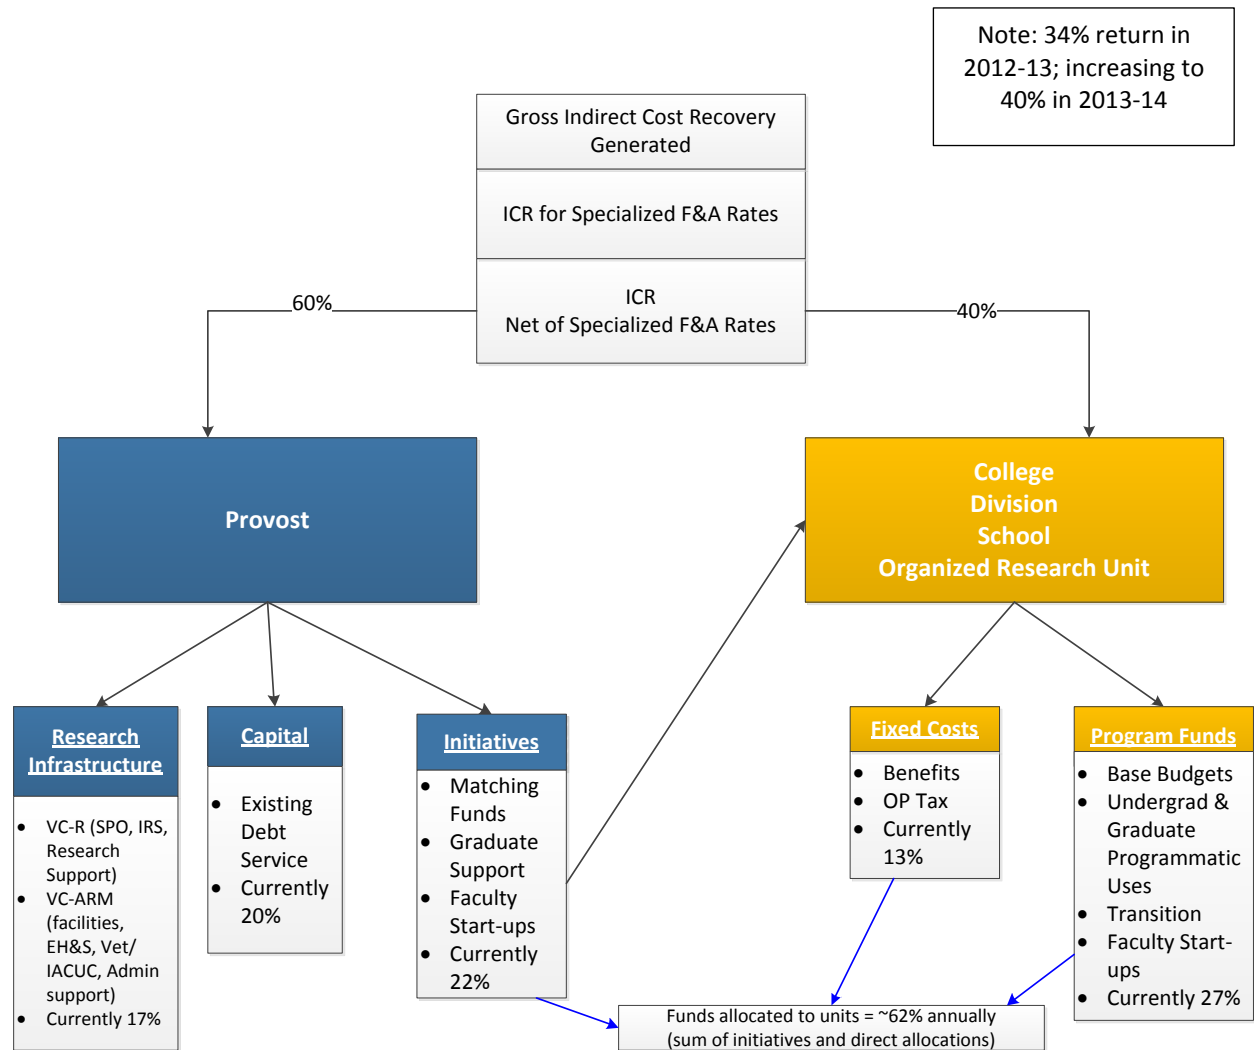 Note: 34% return in
2012-13; increasing to
40% in 2013-14
Gross Indirect Cost Recovery
Generated
ICR for Specialized F&A Rates
ICR
Net of Specialized F&A Rates
60%
40%
Provost
College
Division
School
Organized Research Unit
Research
Infrastructure
• VC-R (SPO, IRS,
Research
Support)
• VC-ARM
(facilities,
EH&S, Vet/
IACUC, Admin
support)
• Currently 17%
Capital
• Existing
Debt
Service
• Currently
20%
Initiatives
• Matching
Funds
• Graduate
Support
• Faculty
Start-ups
• Currently
22%
Fixed Costs
• Benefits
• OP Tax
• Currently
13%
Program Funds
• Base Budgets
• Undergrad &
Graduate
Programmatic
Uses
• Transition
• Faculty Start-
ups
• Currently 27%
Funds allocated to units = ~62% annually
(sum of initiatives and direct allocations)